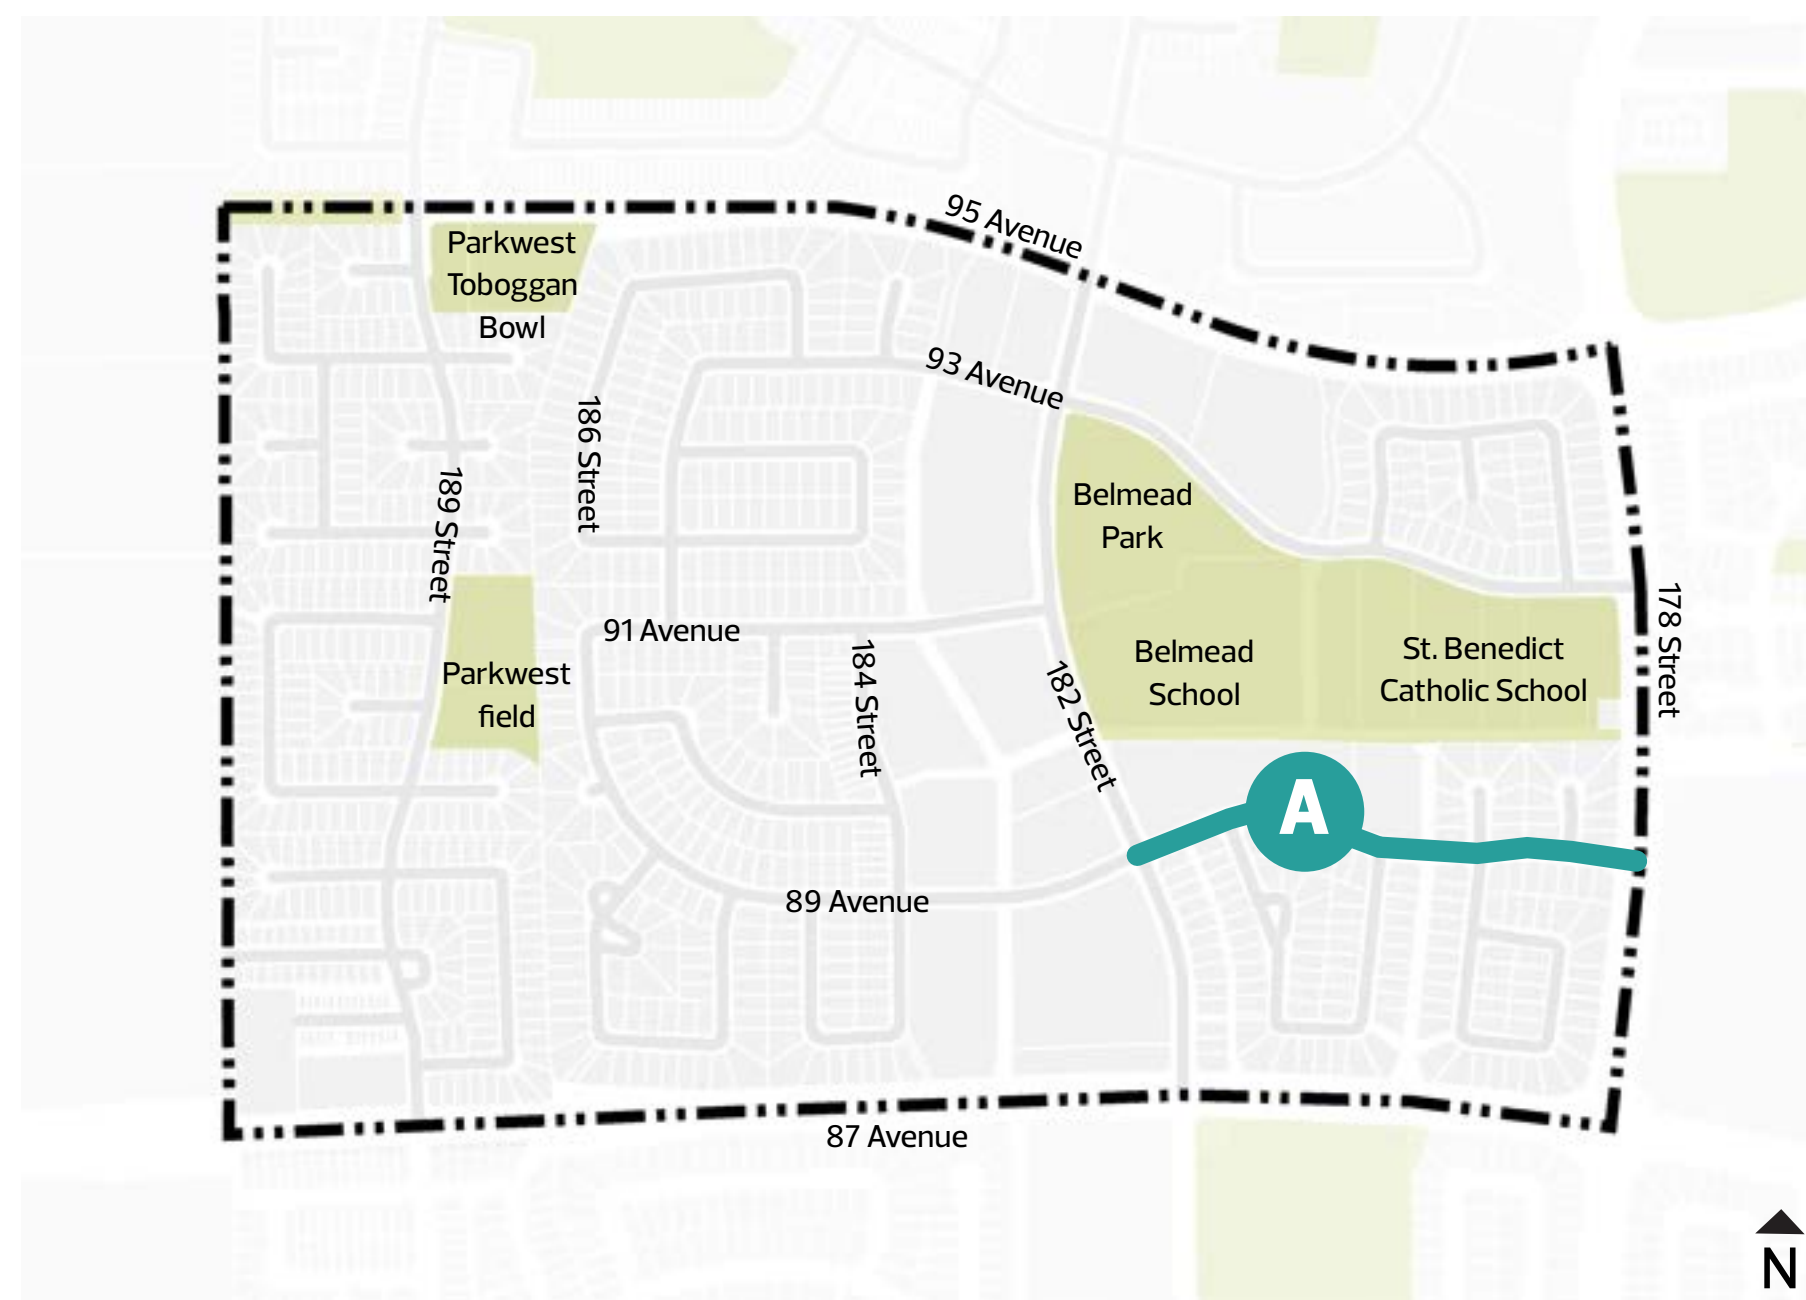 95 Avenue
Parkwest
Toboggan
Bowl
93 Avenue
186 Street
189 Street
Belmead
Park
178 Street
91 Avenue
184 Street
182 Street
Belmead
School
St. Benedict
Catholic School
Parkwest
field
A
89 Avenue
87 Avenue
N